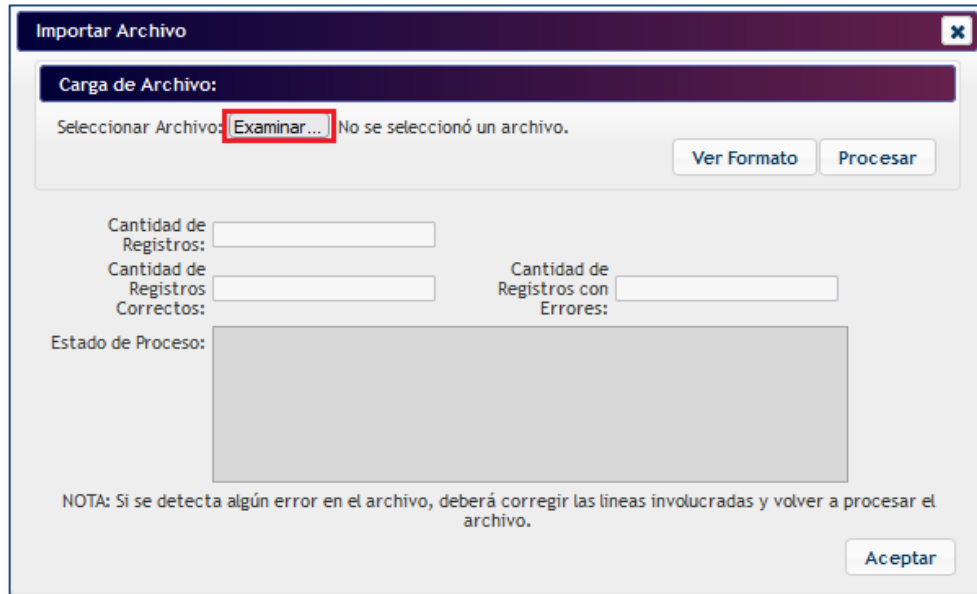 Importar Archivo
Carga de Archivo:
Seleccionar Archivo: Examinar... No se seleccionó un archivo.
Ver Formato Procesar
Cantidad de
Registros:
Cantidad de
Registros
Correctos:
Cantidad de
Registros con
Errores:
Estado de Proceso:
NOTA: Si se detecta algún error en el archivo, deberá corregir las líneas involucradas y volver a procesar el
archivo.
Aceptar